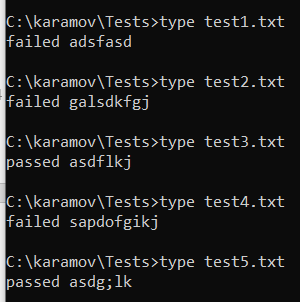 C:\karamov\Tests>type test1.txt
failed adsfasd
C:\karamov\Tests>type test2.txt
failed galsdkfgj
C:\karamov\Tests>type test3.txt
passed asdflkj
C:\karamov\Tests>type test4.txt
failed sapdofgikj
C:\karamov\Tests>type test5.txt
passed asdg;lk